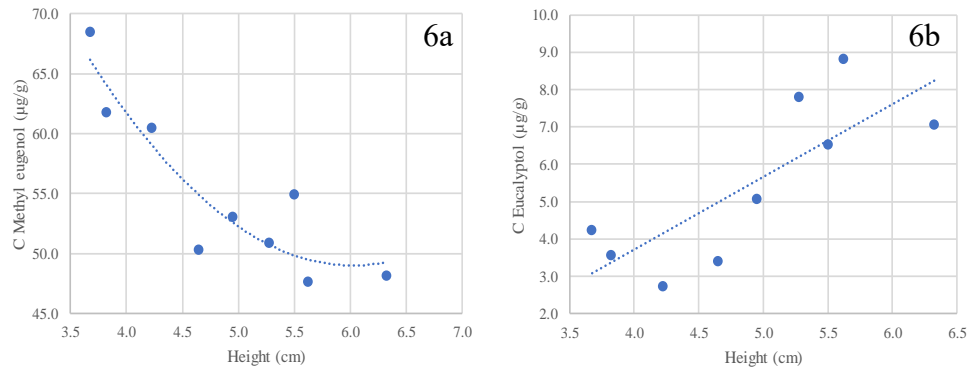 6a
70.0
65.0
60.0
55.0
50.0
45.0
C Methyl eugenol (µg/g)
3.5 4.0 4.5 5.0 5.5 6.0 6.5 7.0
Height (cm)
6b
10.0
9.0
8.0
7.0
6.0
5.0
4.0
3.0
2.0
C Eucalyptol (µg/g)
3.5 4.0 4.5 5.0 5.5 6.0 6.5
Height (cm)